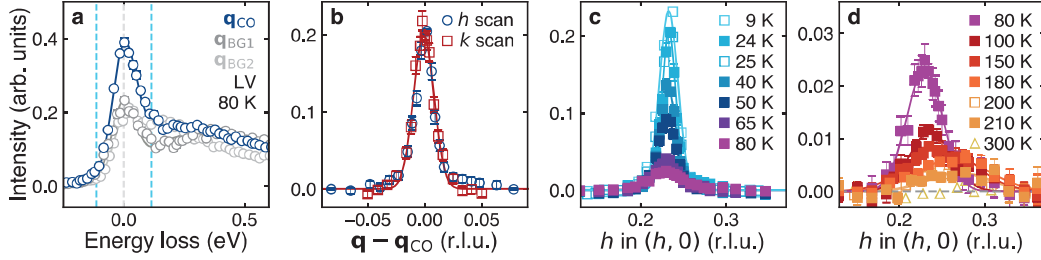 a
q_CO
q_BG1
q_BG2
LV
80 K
0.4
0.2
0.0
Intensity (arb. units)
0.0
0.5
Energy loss (eV)
b
h scan
k scan
0.2
0.1
0.0
−0.05
0.00
0.05
q − q_CO (r.l.u.)
c
9 K
24 K
25 K
40 K
50 K
65 K
80 K
0.2
0.1
0.0
0.2
0.3
h in (h, 0) (r.l.u.)
d
80 K
100 K
150 K
180 K
200 K
210 K
300 K
0.03
0.02
0.01
0.00
0.2
0.3
h in (h, 0) (r.l.u.)